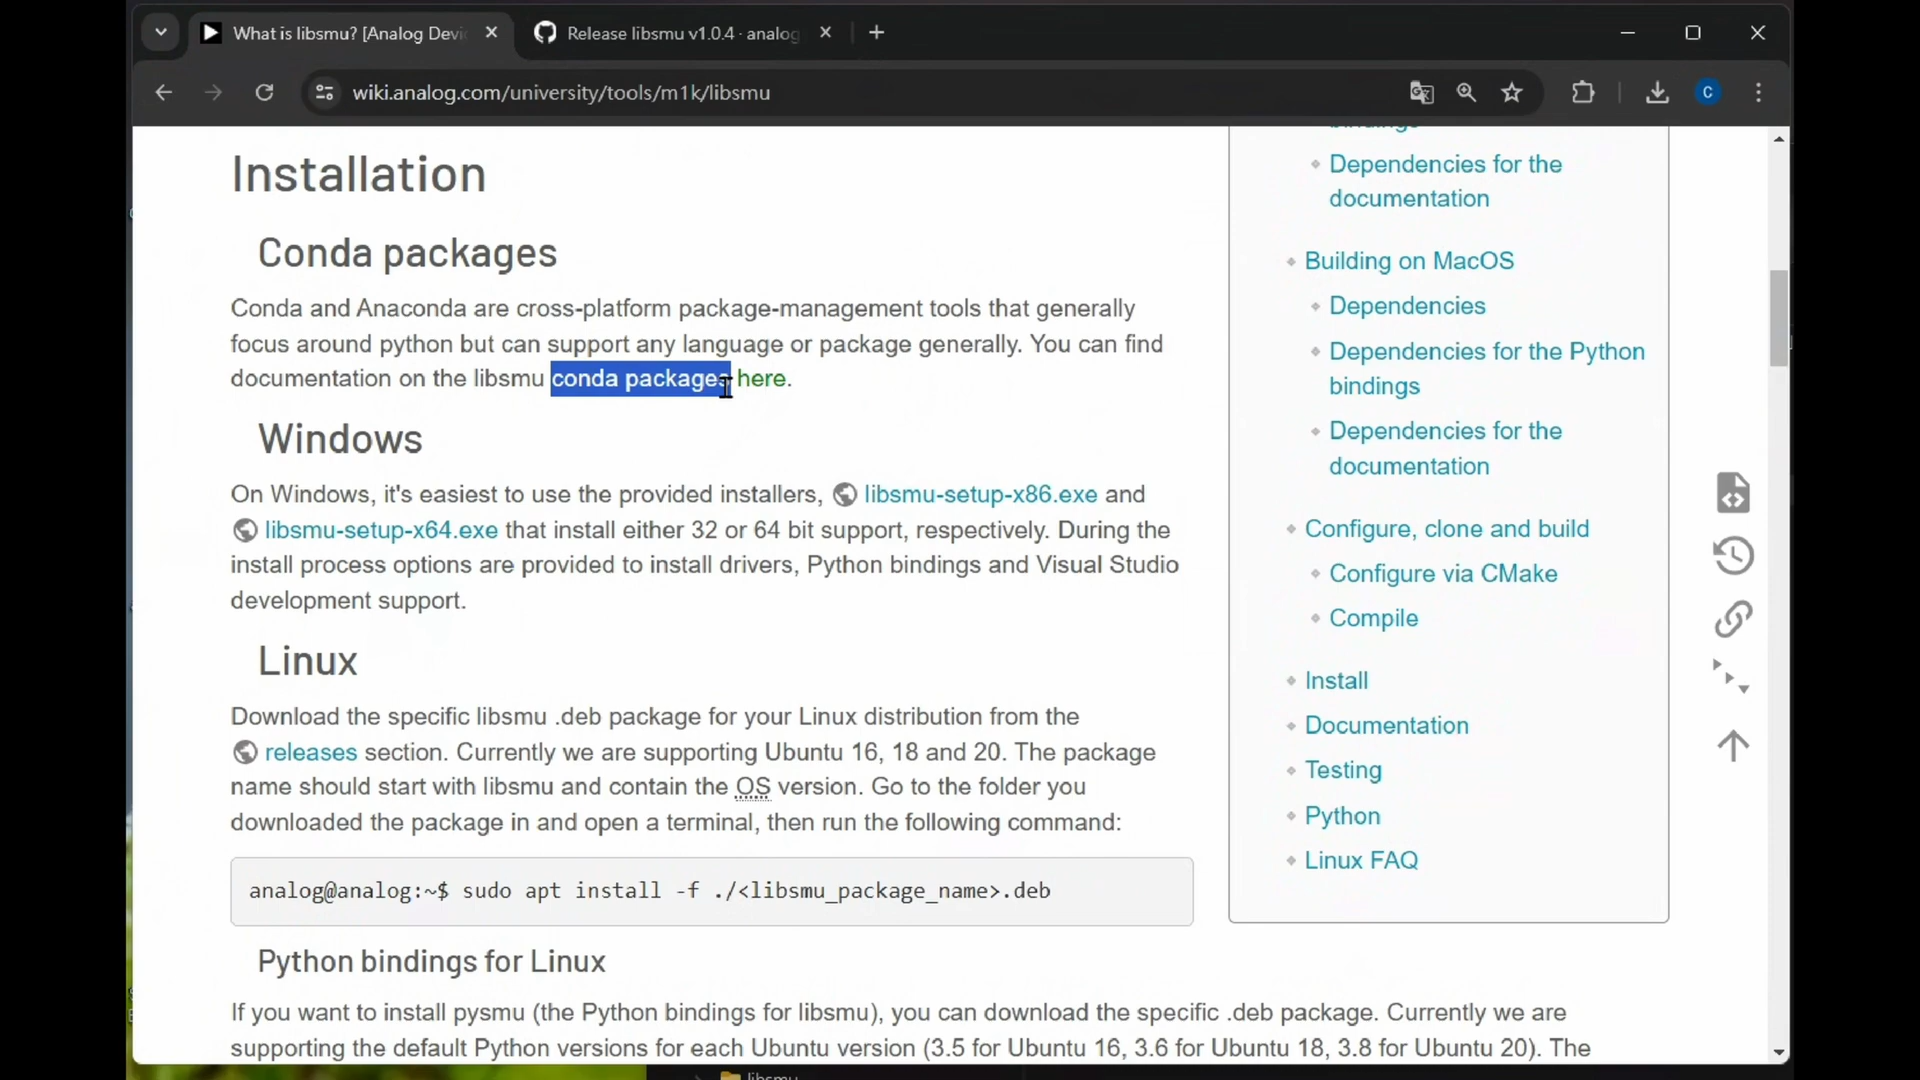 What is libsmu? [Analog Devi
Release libsmu v1.0.4 · analog
wiki.analog.com/university/tools/m1k/libsmu
C
Installation
Conda packages
Conda and Anaconda are cross-platform package-management tools that generally
focus around python but can support any language or package generally. You can find
documentation on the libsmu conda packages here.
Windows
On Windows, it's easiest to use the provided installers, libsmu-setup-x86.exe and
libsmu-setup-x64.exe that install either 32 or 64 bit support, respectively. During the
install process options are provided to install drivers, Python bindings and Visual Studio
development support.
Linux
Download the specific libsmu .deb package for your Linux distribution from the
releases section. Currently we are supporting Ubuntu 16, 18 and 20. The package
name should start with libsmu and contain the OS version. Go to the folder you
downloaded the package in and open a terminal, then run the following command:
analog@analog:~$ sudo apt install -f ./<libsmu_package_name>.deb
Python bindings for Linux
If you want to install pysmu (the Python bindings for libsmu), you can download the specific .deb package. Currently we are
supporting the default Python versions for each Ubuntu version (3.5 for Ubuntu 16, 3.6 for Ubuntu 18, 3.8 for Ubuntu 20). The
bindings
Dependencies for the
documentation
Building on MacOS
Dependencies
Dependencies for the Python
bindings
Dependencies for the
documentation
Configure, clone and build
Configure via CMake
Compile
Install
Documentation
Testing
Python
Linux FAQ
libsmu